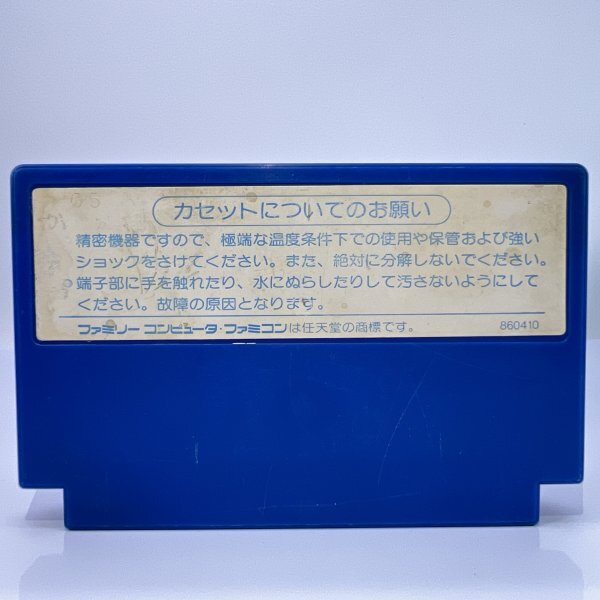 カセットについてのお願い
精密機器ですので、極端な温度条件下での使用や保管および強い
ショックをさけてください。また、絶対に分解しないでください。
端子部に手を触れたり、水にぬらしたりして汚さないようにして
ください。故障の原因となります。
ファミリー コンピュータ・ファミコンは任天堂の商標です。 860410